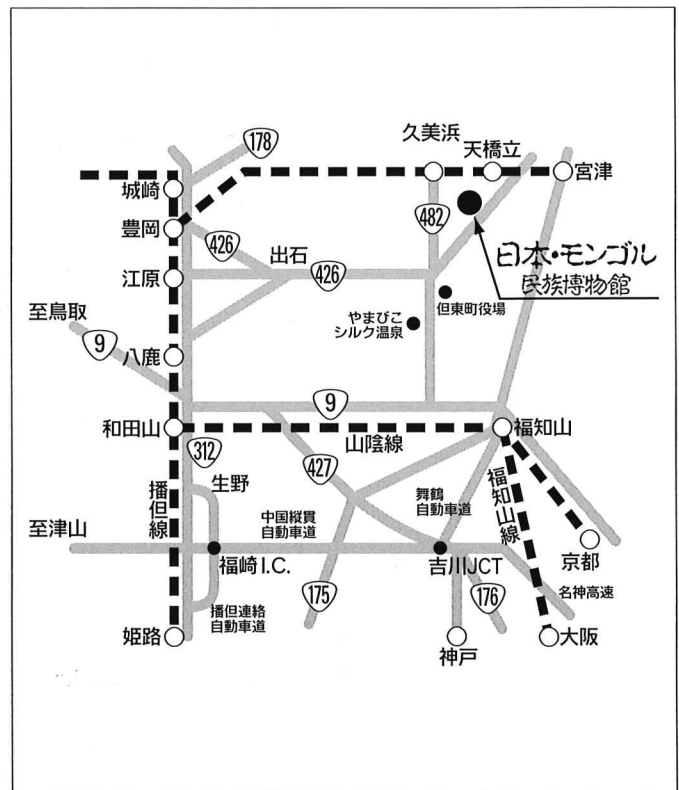 178
久美浜
天橋立
宮津
城崎
482
豊岡
426
出石
426
日本・モンゴル
民族博物館
江原
但東町役場
至鳥取
やまびこ
シルク温泉
9
八鹿
9
和田山
312
山陰線
福知山
427
播但線
生野
舞鶴
自動車道
福知山線
中国縦貫
自動車道
至津山
福崎I.C.
吉川JCT
京都
175
176
名神高速
播但連絡
自動車道
姫路
神戸
大阪